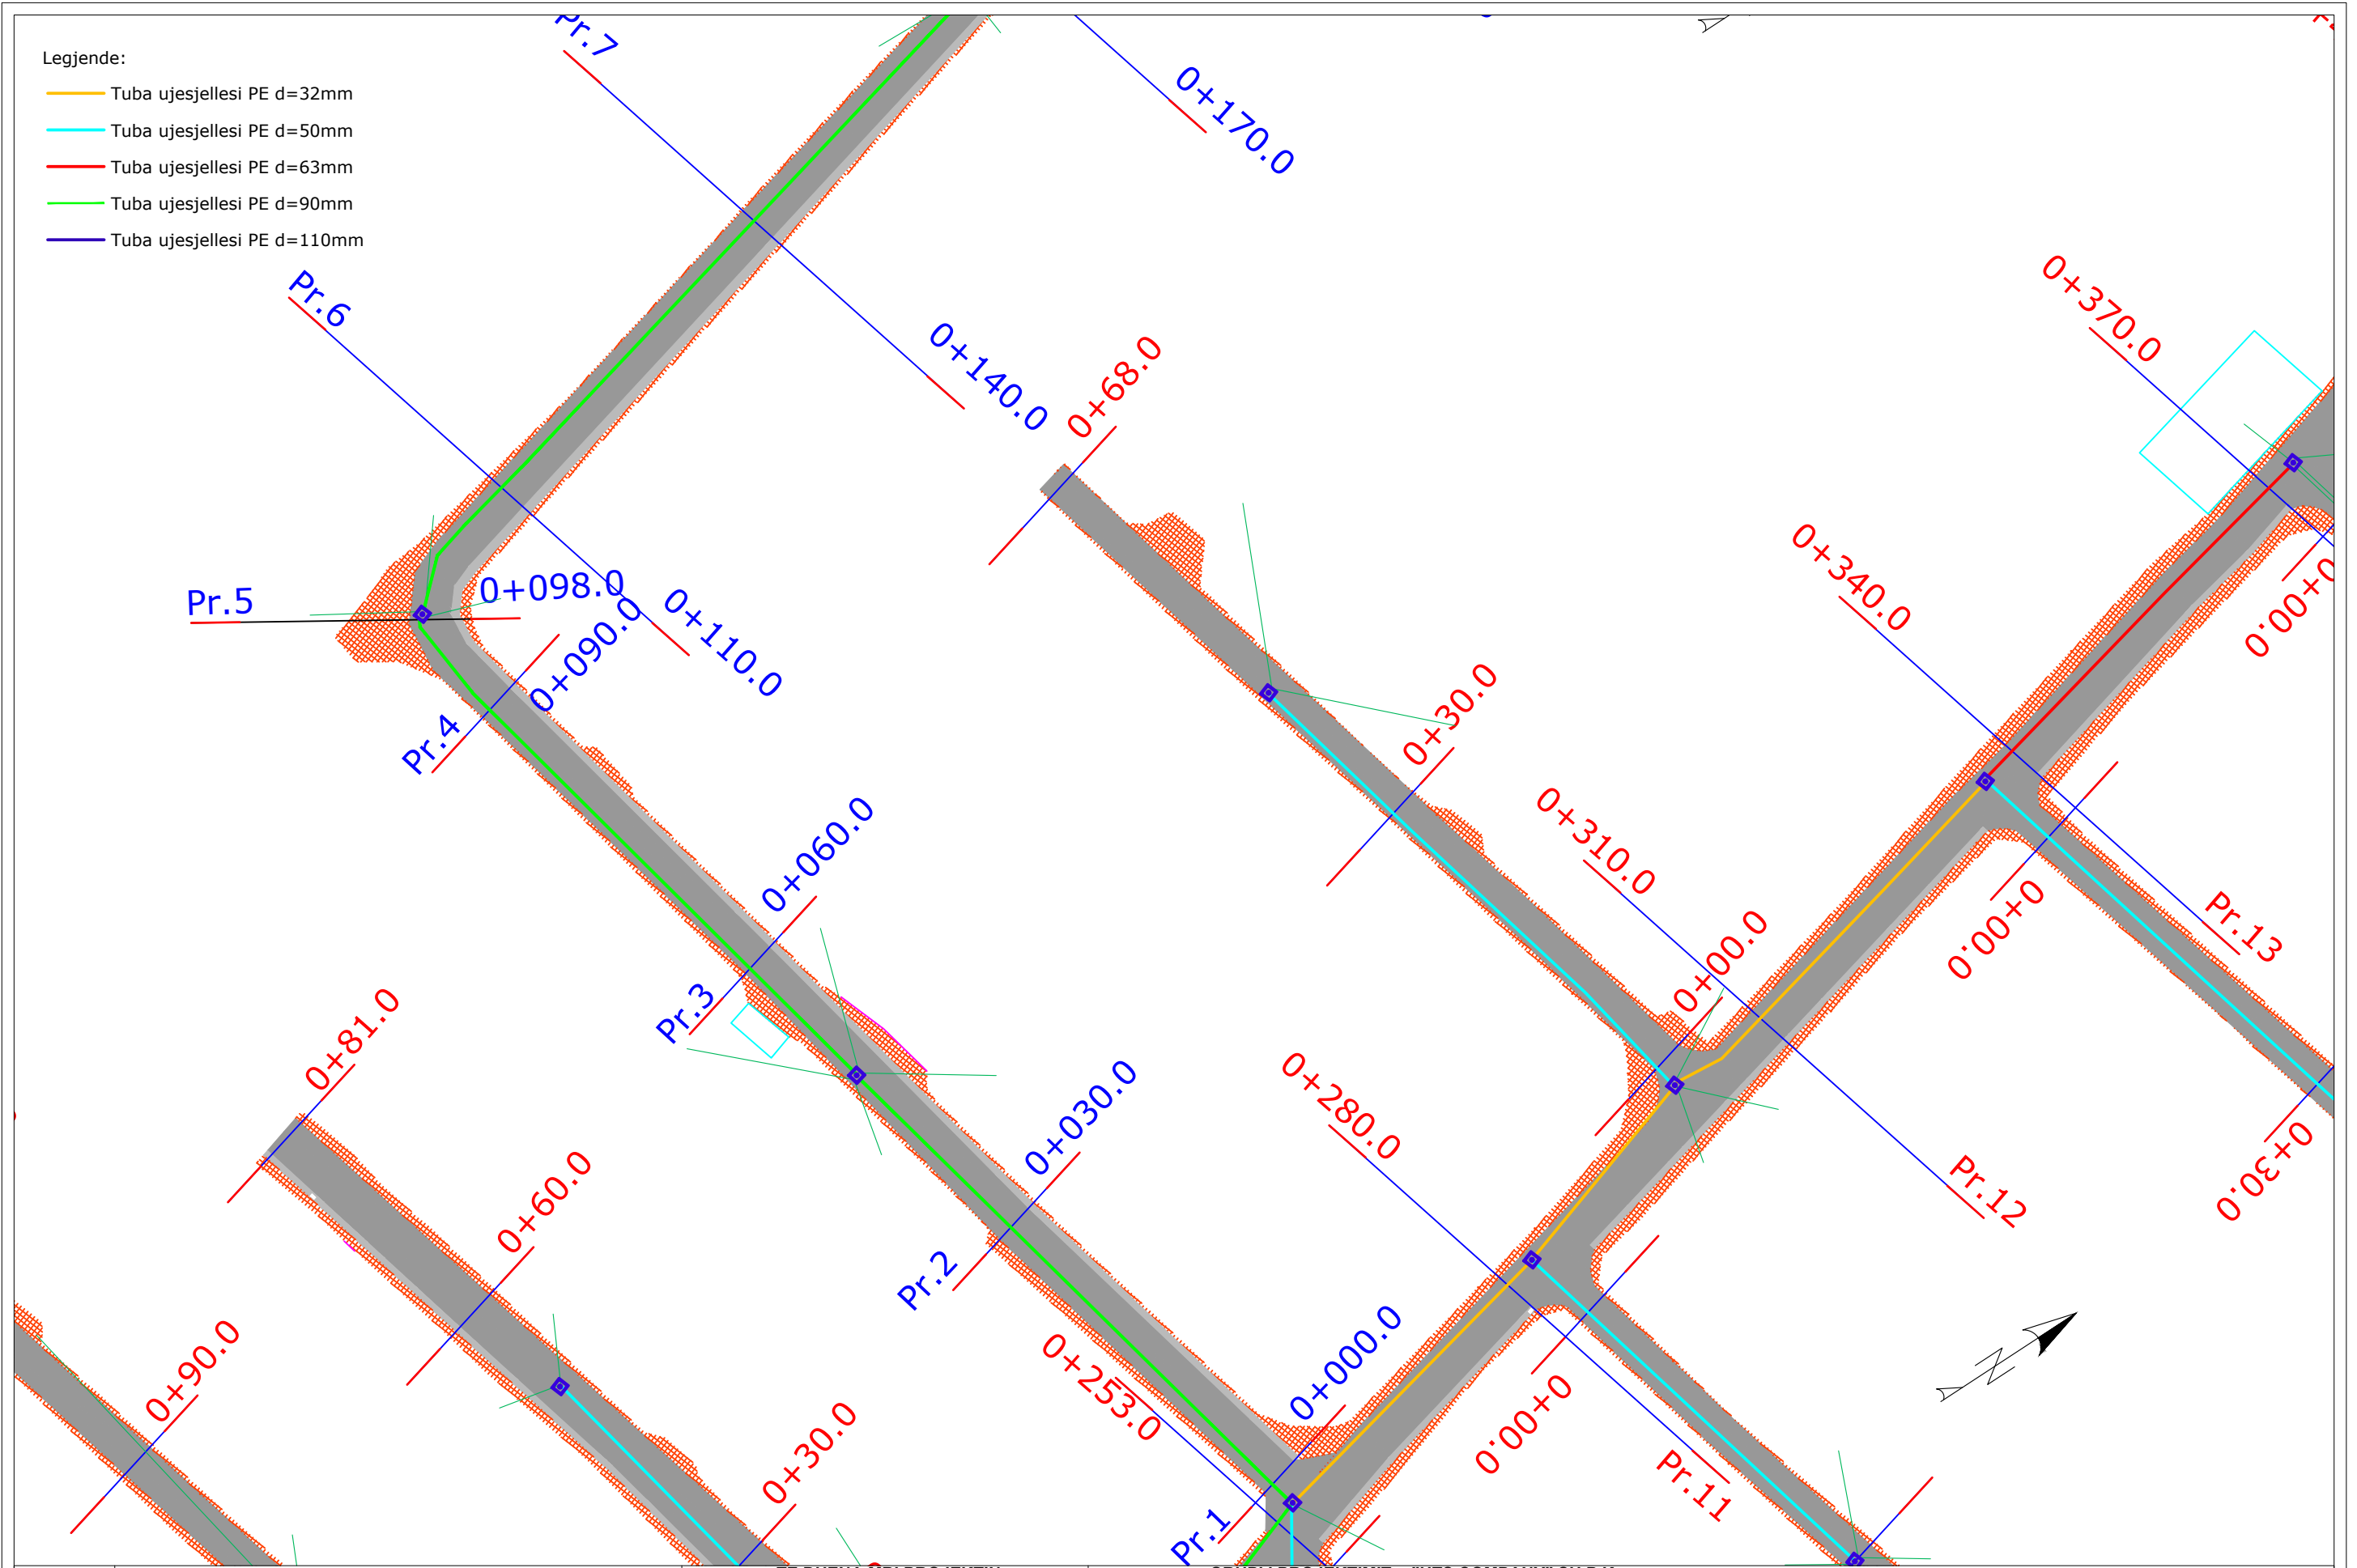 Legjende:
Tuba ujesjellesi PE d=32mm
Tuba ujesjellesi PE d=50mm
Tuba ujesjellesi PE d=63mm
Tuba ujesjellesi PE d=90mm
Tuba ujesjellesi PE d=110mm
Pr.7
0+170.0
Pr.6
0+140.0
0+68.0
0+370.0
0+340.0
Pr.5
0+098.0
0+090.0
0+110.0
0+00.0
Pr.4
0+30.0
0+060.0
0+310.0
Pr.13
0+00.0
0+00.0
Pr.3
0+81.0
0+030.0
0+280.0
0+60.0
Pr.12
0+30.0
Pr.2
0+90.0
0+253.0
0+000.0
N
0+00.0
0+30.0
Pr.11
Pr.1